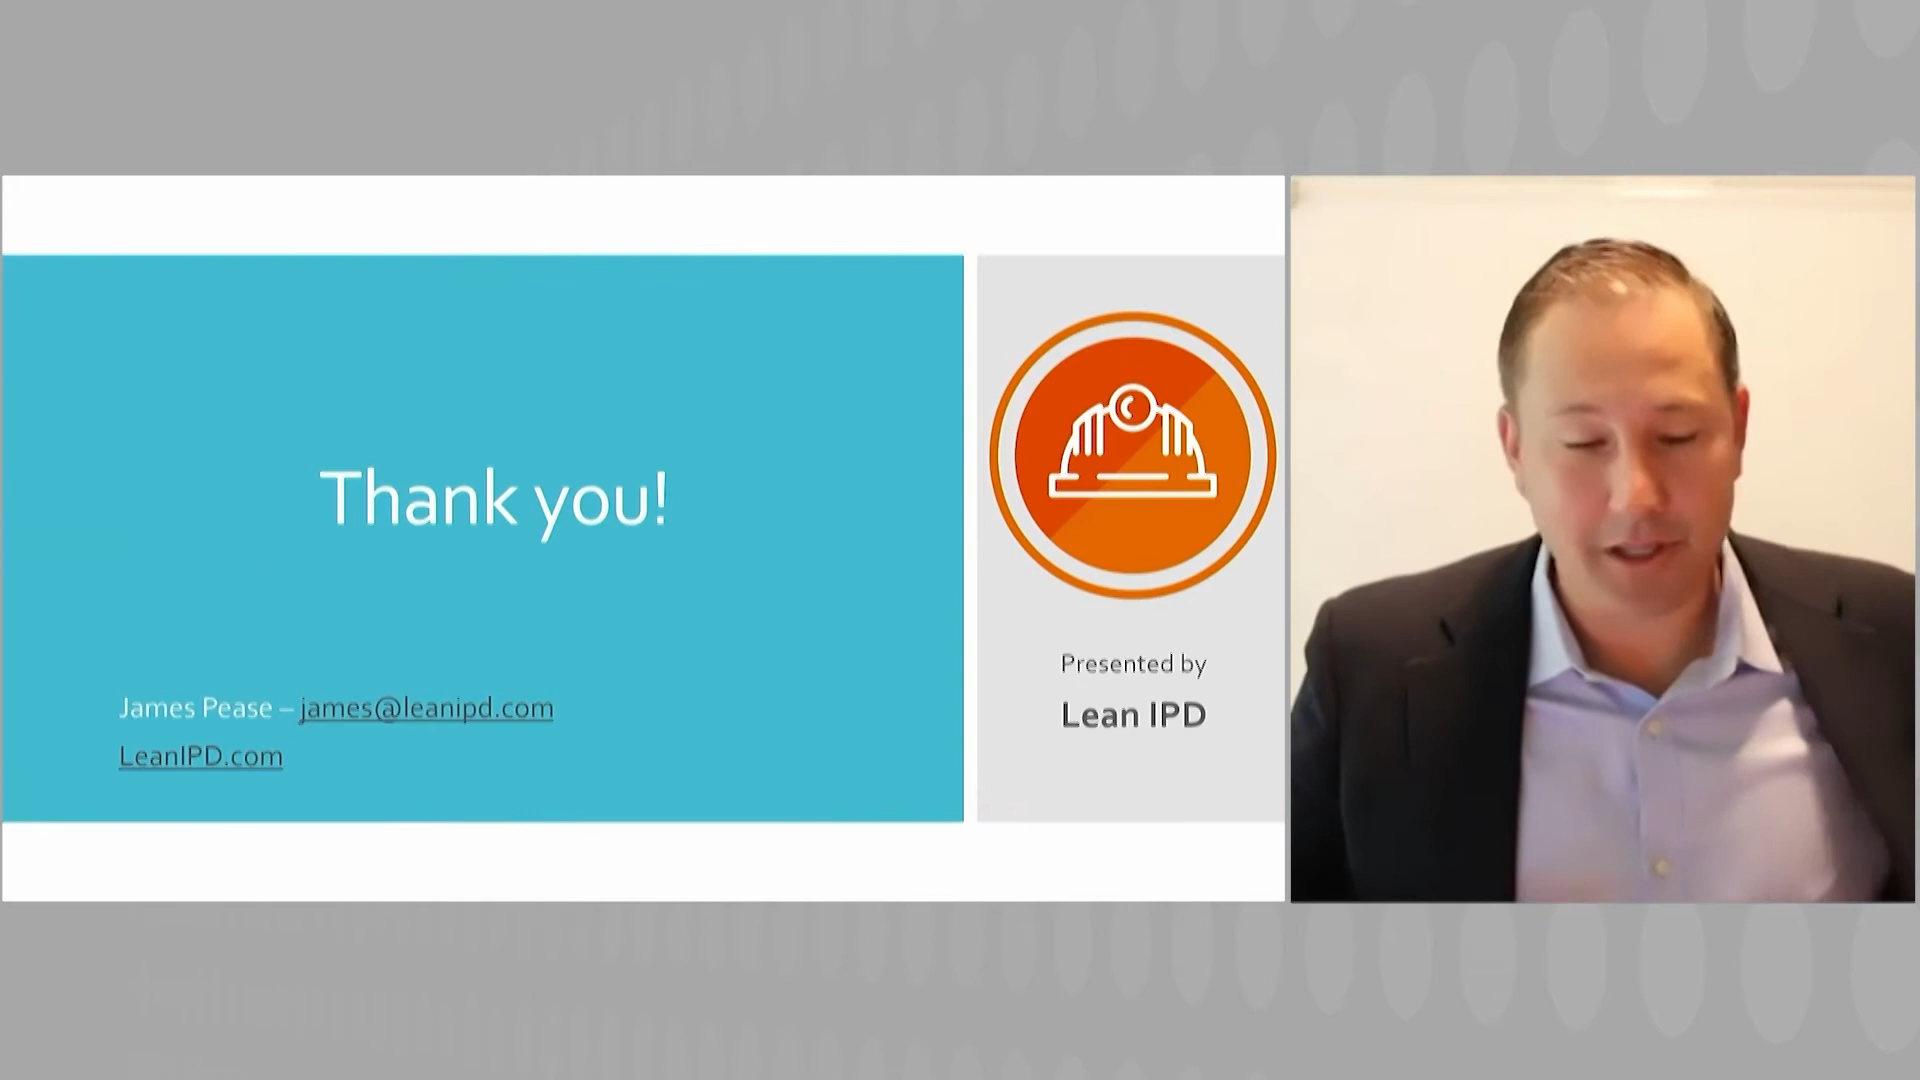 Thank you!
James Pease – james@leanipd.com
LeanIPD.com
Presented by
Lean IPD